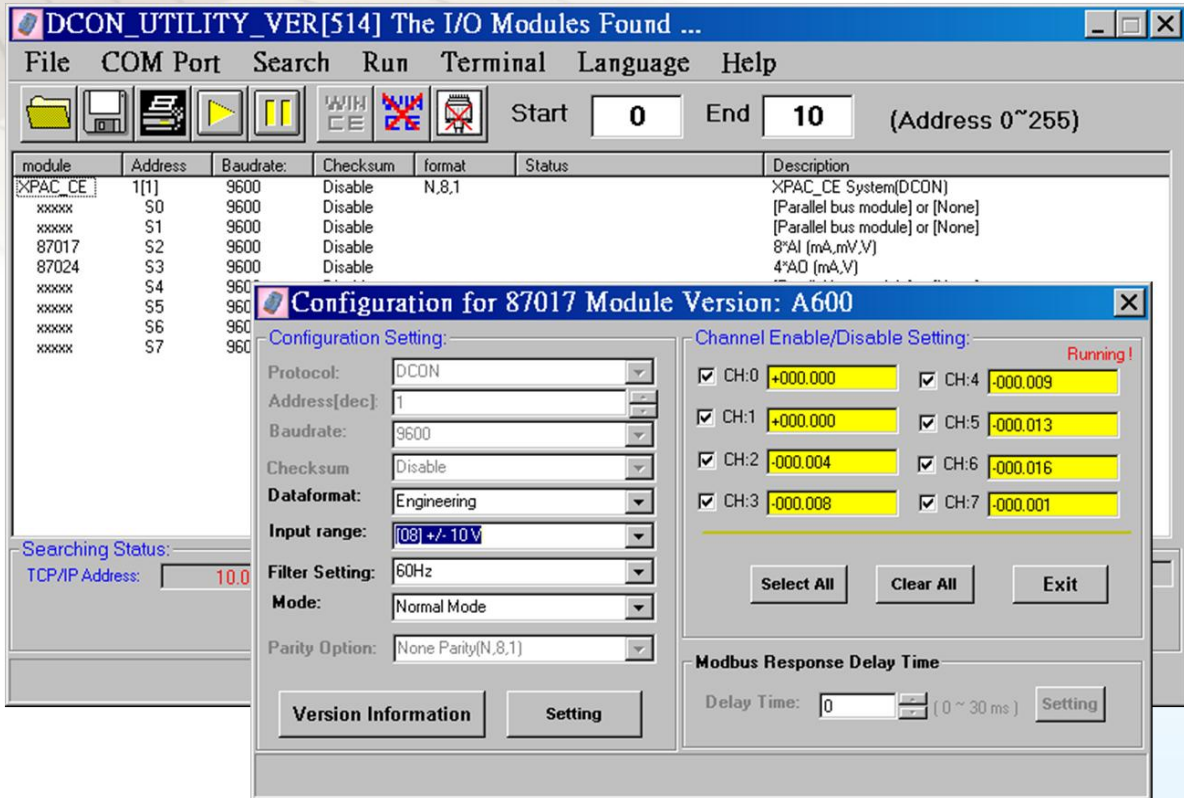 DCON_UTILITY_VER[514] The I/O Modules Found ...
File COM Port Search Run Terminal Language Help
WIN CE
Start 0 End 10 (Address 0~255)
module Address Baudrate: Checksum format Status Description
XPAC_CE 1[1] 9600 Disable N,8,1 XPAC_CE System(DCON)
xxxxx S0 9600 Disable [Parallel bus module] or [None]
xxxxx S1 9600 Disable [Parallel bus module] or [None]
87017 S2 9600 Disable 8*AI (mA,mV,V)
87024 S3 9600 Disable 4*AO (mA,V)
xxxxx S4 960
xxxxx S5 960
xxxxx S6 960
xxxxx S7 960
Searching Status:
TCP/IP Address: 10.0
Configuration for 87017 Module Version: A600
Configuration Setting:
Protocol: DCON
Address[dec]: 1
Baudrate: 9600
Checksum Disable
Dataformat: Engineering
Input range: [08] +/- 10 V
Filter Setting: 60Hz
Mode: Normal Mode
Parity Option: None Parity(N,8,1)
Version Information Setting
Channel Enable/Disable Setting:
Running !
CH:0 +000.000 CH:4 -000.009
CH:1 +000.000 CH:5 -000.013
CH:2 -000.004 CH:6 -000.016
CH:3 -000.008 CH:7 -000.001
Select All Clear All Exit
Modbus Response Delay Time
Delay Time: 0 ( 0 ~ 30 ms ) Setting